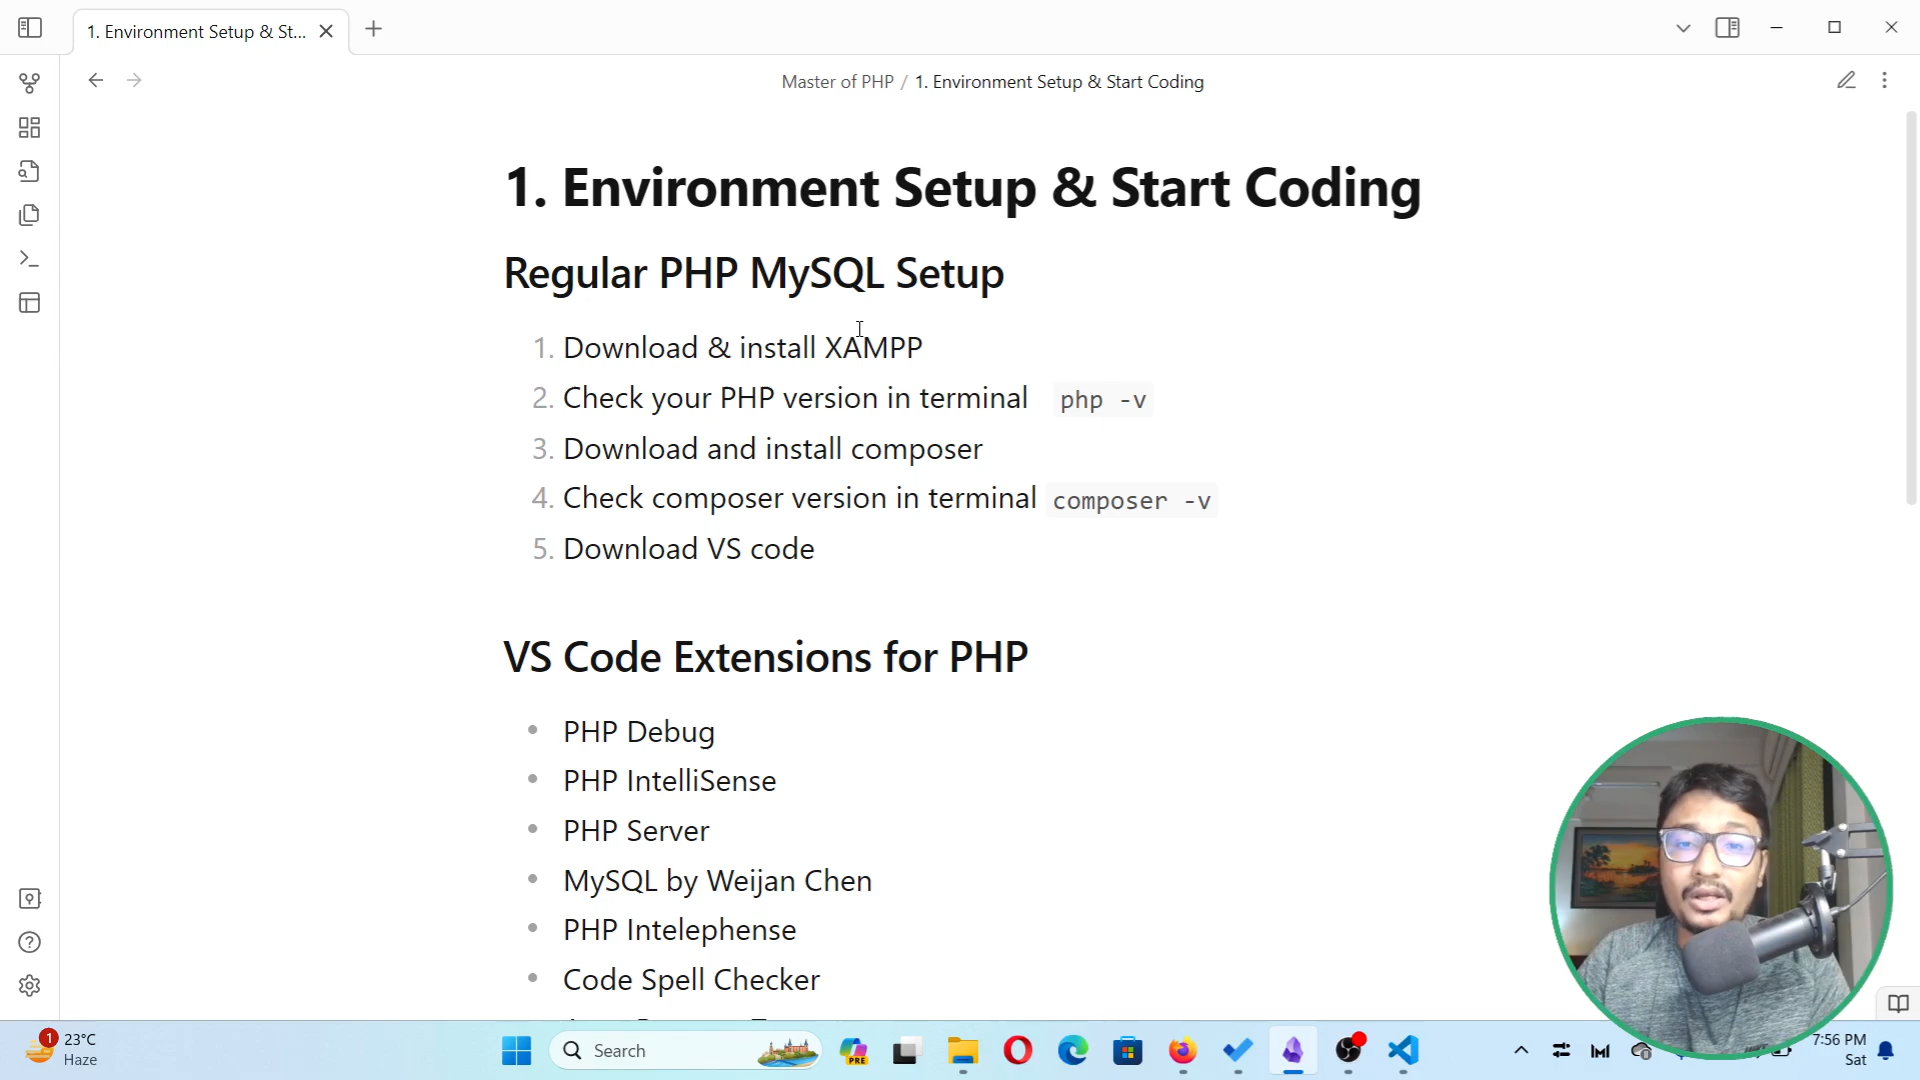 1. Environment Setup & St...
Master of PHP / 1. Environment Setup & Start Coding
1. Environment Setup & Start Coding
Regular PHP MySQL Setup
1. Download & install XAMPP
2. Check your PHP version in terminal php -v
3. Download and install composer
4. Check composer version in terminal composer -v
5. Download VS code
VS Code Extensions for PHP
• PHP Debug
• PHP IntelliSense
• PHP Server
• MySQL by Weijan Chen
• PHP Intelephense
• Code Spell Checker
1
23°C
Haze
Search
PRE
7:56 PM
Sat